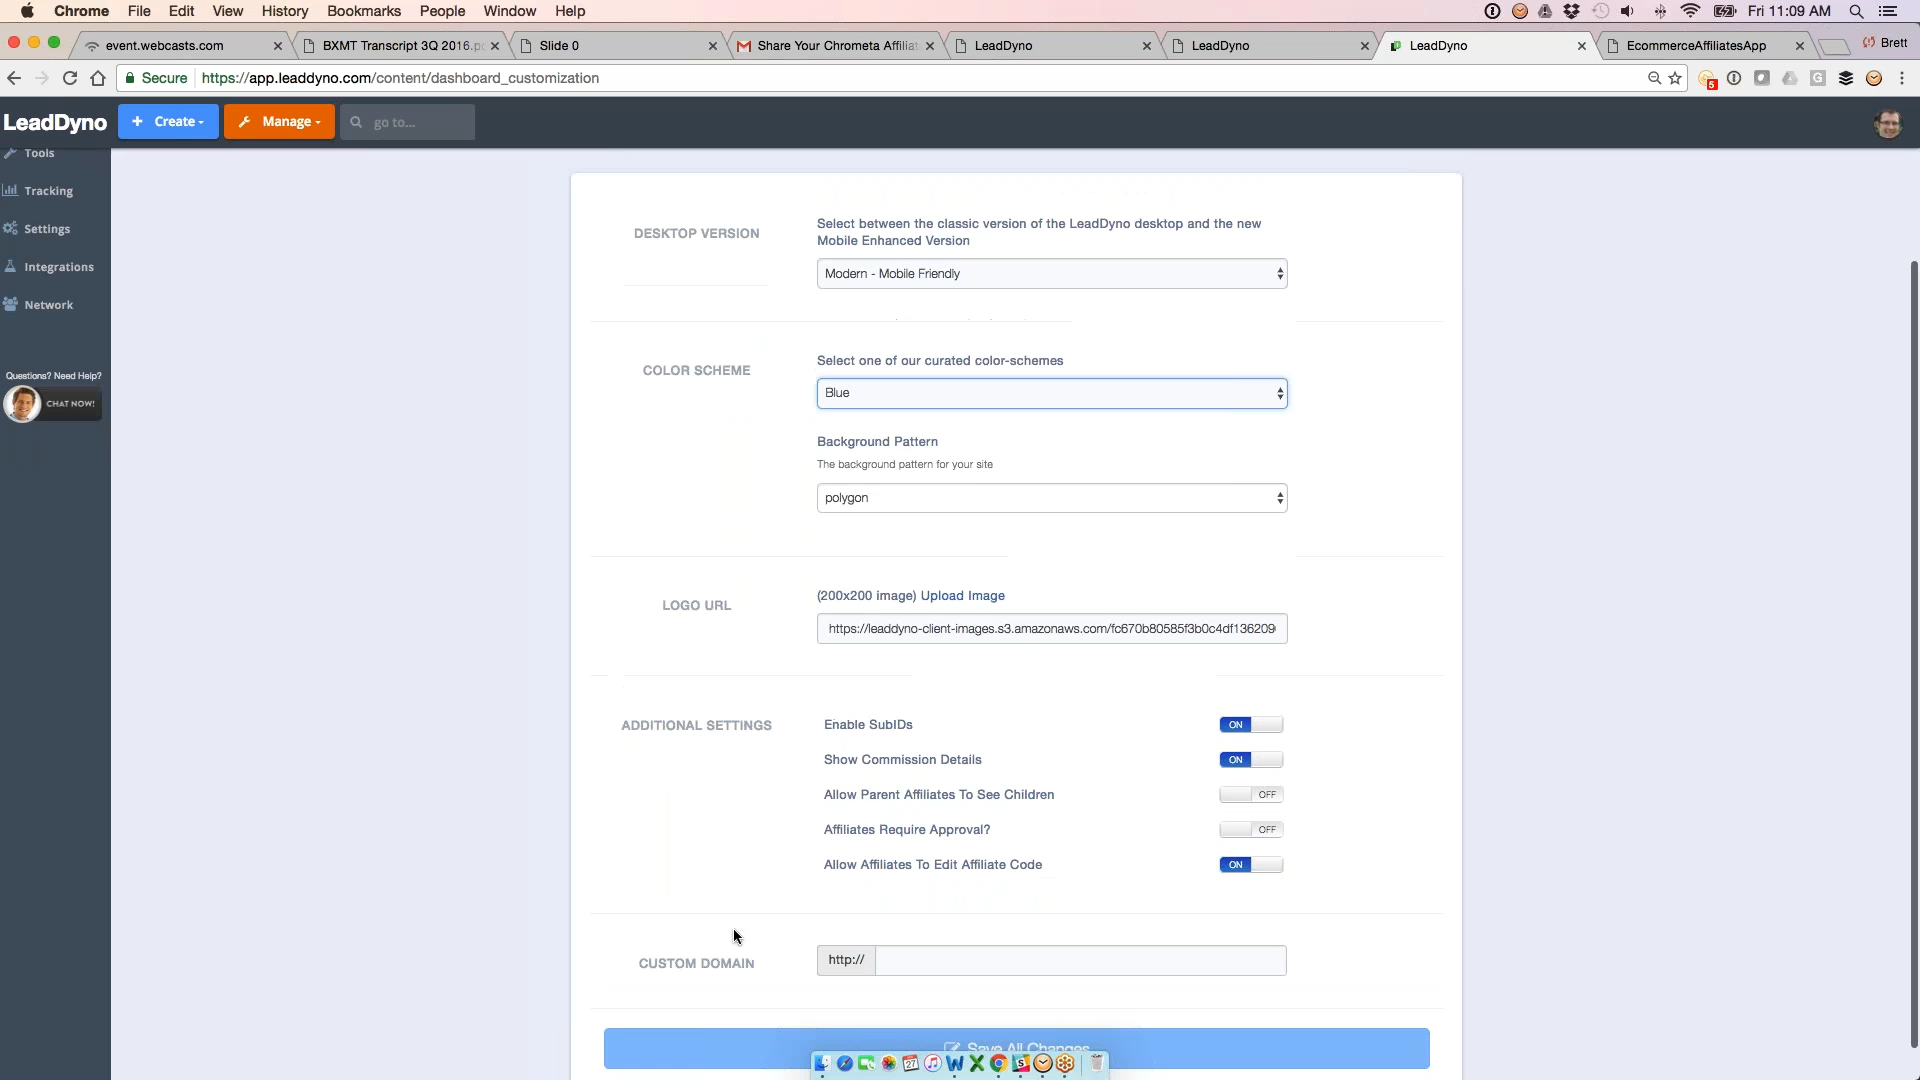 Chrome File Edit View History Bookmarks People Window Help Fri 11:09 AM
event.webcasts.com BXMT Transcript 3Q 2016.p Slide 0 Share Your Chrometa Affilia LeadDyno LeadDyno LeadDyno EcommerceAffiliatesApp Brett
Secure https://app.leaddyno.com/content/dashboard_customization 5
LeadDyno + Create Manage go to...
Tools
Tracking
Settings
Integrations
Network
Questions? Need Help?
CHAT NOW!
DESKTOP VERSION
Select between the classic version of the LeadDyno desktop and the new
Mobile Enhanced Version
Modern - Mobile Friendly
COLOR SCHEME
Select one of our curated color-schemes
Blue
Background Pattern
The background pattern for your site
polygon
LOGO URL
(200x200 image) Upload Image
https://leaddyno-client-images.s3.amazonaws.com/fc670b80585f3b0c4df136209
ADDITIONAL SETTINGS
Enable SubIDs ON
Show Commission Details ON
Allow Parent Affiliates To See Children OFF
Affiliates Require Approval? OFF
Allow Affiliates To Edit Affiliate Code ON
CUSTOM DOMAIN
http://
Save All Changes
27